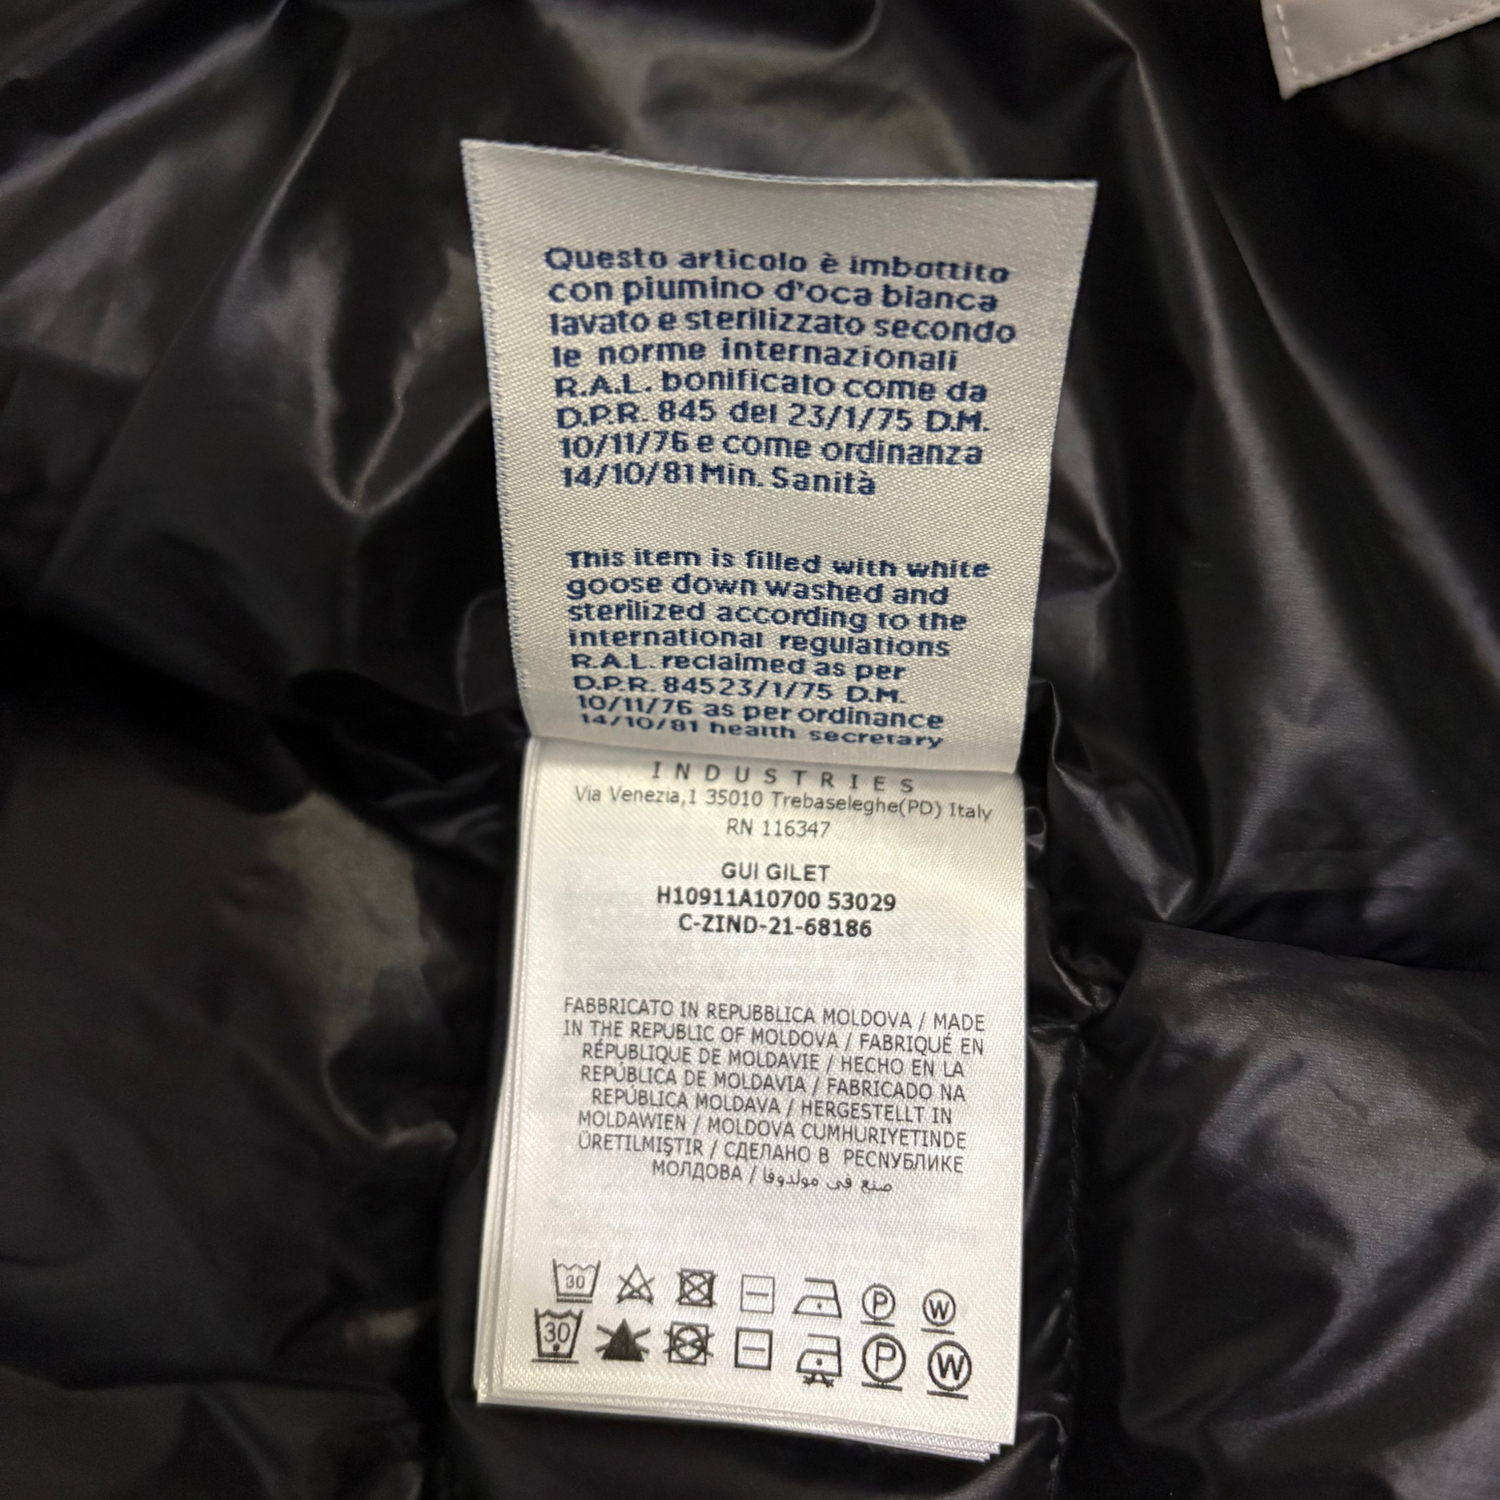 Questo articolo è imbottito
con piumino d'oca bianca
lavato e sterilizzato secondo
le norme internazionali
R.A.L. bonificato come da
D.P.R. 845 del 23/1/75 D.M.
10/11/76 e come ordinanza
14/10/81 Min. Sanità
This item is filled with white
goose down washed and
sterilized according to the
international regulations
R.A.L. reclaimed as per
D.P.R. 845 23/1/75 D.M.
10/11/76 as per ordinance
14/10/81 health secretary
INDUSTRIES
Via Venezia,1 35010 Trebaseleghe(PD) Italy
RN 116347
GUI GILET
H10911A10700 53029
C-ZIND-21-68186
FABBRICATO IN REPUBBLICA MOLDOVA / MADE
IN THE REPUBLIC OF MOLDOVA / FABRIQUÉ EN
RÉPUBLIQUE DE MOLDAVIE / HECHO EN LA
REPÚBLICA DE MOLDAVIA / FABRICADO NA
REPÚBLICA MOLDAVA / HERGESTELLT IN
MOLDAWIEN / MOLDOVA CUMHURIYETINDE
ÜRETILMIŞTIR / СДЕЛАНО В РЕСПУБЛИКЕ
МОЛДОВА / صنع في مولدوفا
30 P W
30 P W